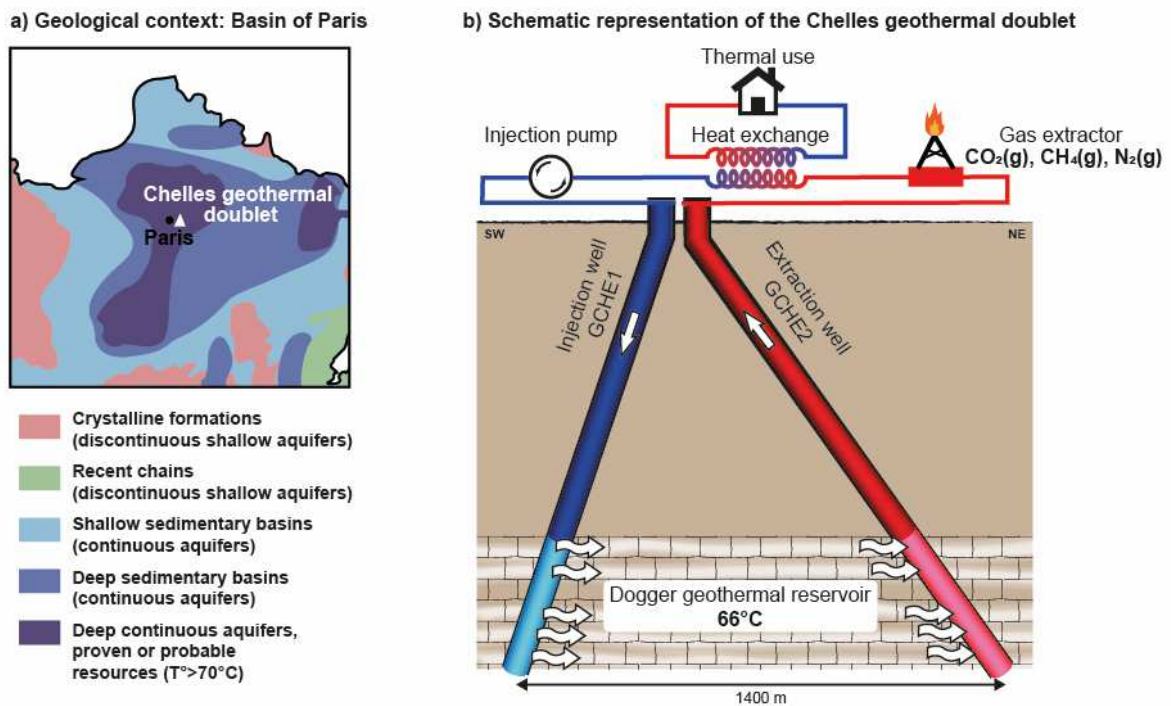 a) Geological context: Basin of Paris
Chelles geothermal
doublet
Paris
Crystalline formations
(discontinuous shallow aquifers)
Recent chains
(discontinuous shallow aquifers)
Shallow sedimentary basins
(continuous aquifers)
Deep sedimentary basins
(continuous aquifers)
Deep continuous aquifers,
proven or probable
resources (T°>70°C)
b) Schematic representation of the Chelles geothermal doublet
Thermal use
Injection pump
Heat exchange
Gas extractor
CO₂(g), CH₄(g), N₂(g)
SW
NE
Injection well
GCHE1
Extraction well
GCHE2
Dogger geothermal reservoir
66°C
1400 m